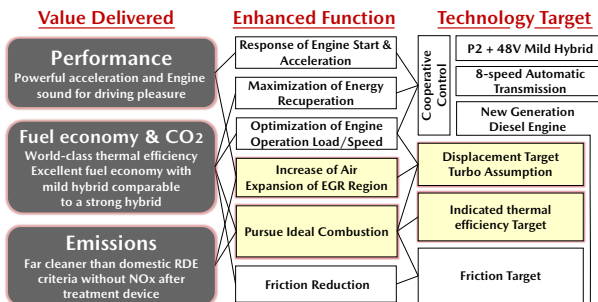 Value Delivered
Enhanced Function
Technology Target
Performance
Powerful acceleration and Engine
sound for driving pleasure
Fuel economy & CO2
World-class thermal efficiency
Excellent fuel economy with
mild hybrid comparable
to a strong hybrid
Emissions
Far cleaner than domestic RDE
criteria without NOx after
treatment device
Response of Engine Start &
Acceleration
Maximization of Energy
Recuperation
Optimization of Engine
Operation Load/Speed
Increase of Air
Expansion of EGR Region
Pursue Ideal Combustion
Friction Reduction
Cooperative
Control
P2 + 48V Mild Hybrid
8-speed Automatic
Transmission
New Generation
Diesel Engine
Displacement Target
Turbo Assumption
Indicated thermal
efficiency Target
Friction Target